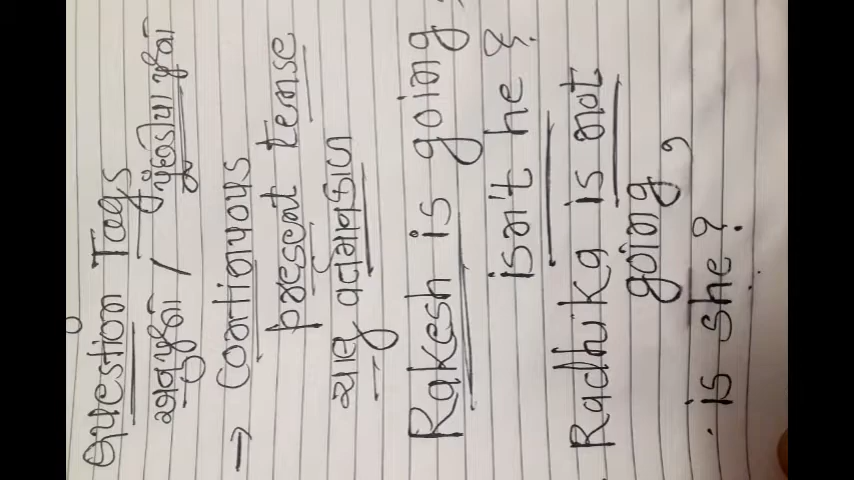 Question Tags
→ Continuous
present tense
ચાલુ વર્તમાનકાળ
Rakesh is going,
isn't he ?
Radhika is not
going,
is she?